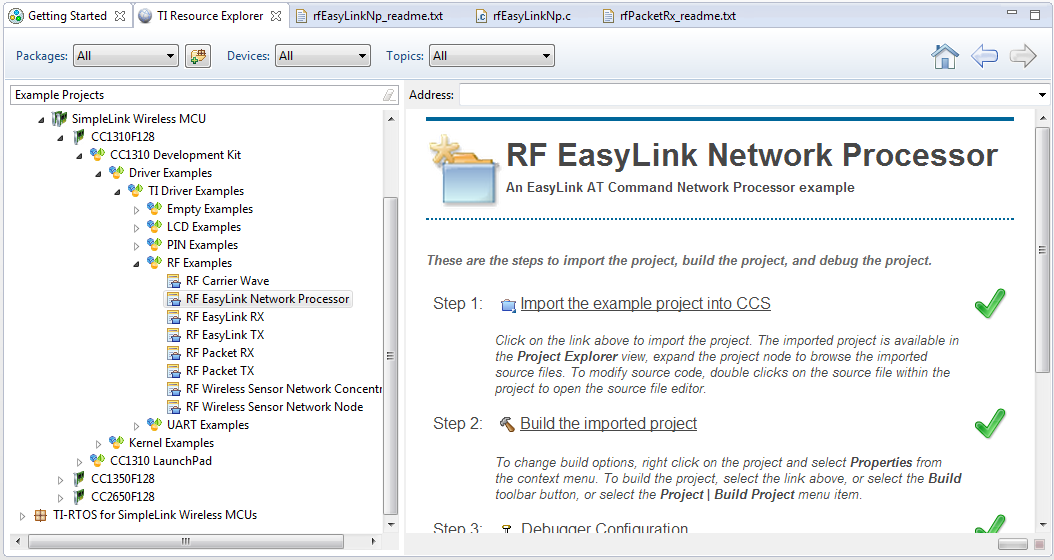 Getting Started
TI Resource Explorer
rfEasyLinkNp_readme.txt
rfEasyLinkNp.c
rfPacketRx_readme.txt
Packages: All
Devices: All
Topics: All
Example Projects
SimpleLink Wireless MCU
CC1310F128
CC1310 Development Kit
Driver Examples
TI Driver Examples
Empty Examples
LCD Examples
PIN Examples
RF Examples
RF Carrier Wave
RF EasyLink Network Processor
RF EasyLink RX
RF EasyLink TX
RF Packet RX
RF Packet TX
RF Wireless Sensor Network Concentr
RF Wireless Sensor Network Node
UART Examples
Kernel Examples
CC1310 LaunchPad
CC1350F128
CC2650F128
TI-RTOS for SimpleLink Wireless MCUs
Address:
RF EasyLink Network Processor
An EasyLink AT Command Network Processor example
These are the steps to import the project, build the project, and debug the project.
Step 1: Import the example project into CCS
Click on the link above to import the project. The imported project is available in
the Project Explorer view, expand the project node to browse the imported
source files. To modify source code, double clicks on the source file within the
project to open the source file editor.
Step 2: Build the imported project
To change build options, right click on the project and select Properties from
the context menu. To build the project, select the link above, or select the Build
toolbar button, or select the Project | Build Project menu item.
Step 3: Debugger Configuration